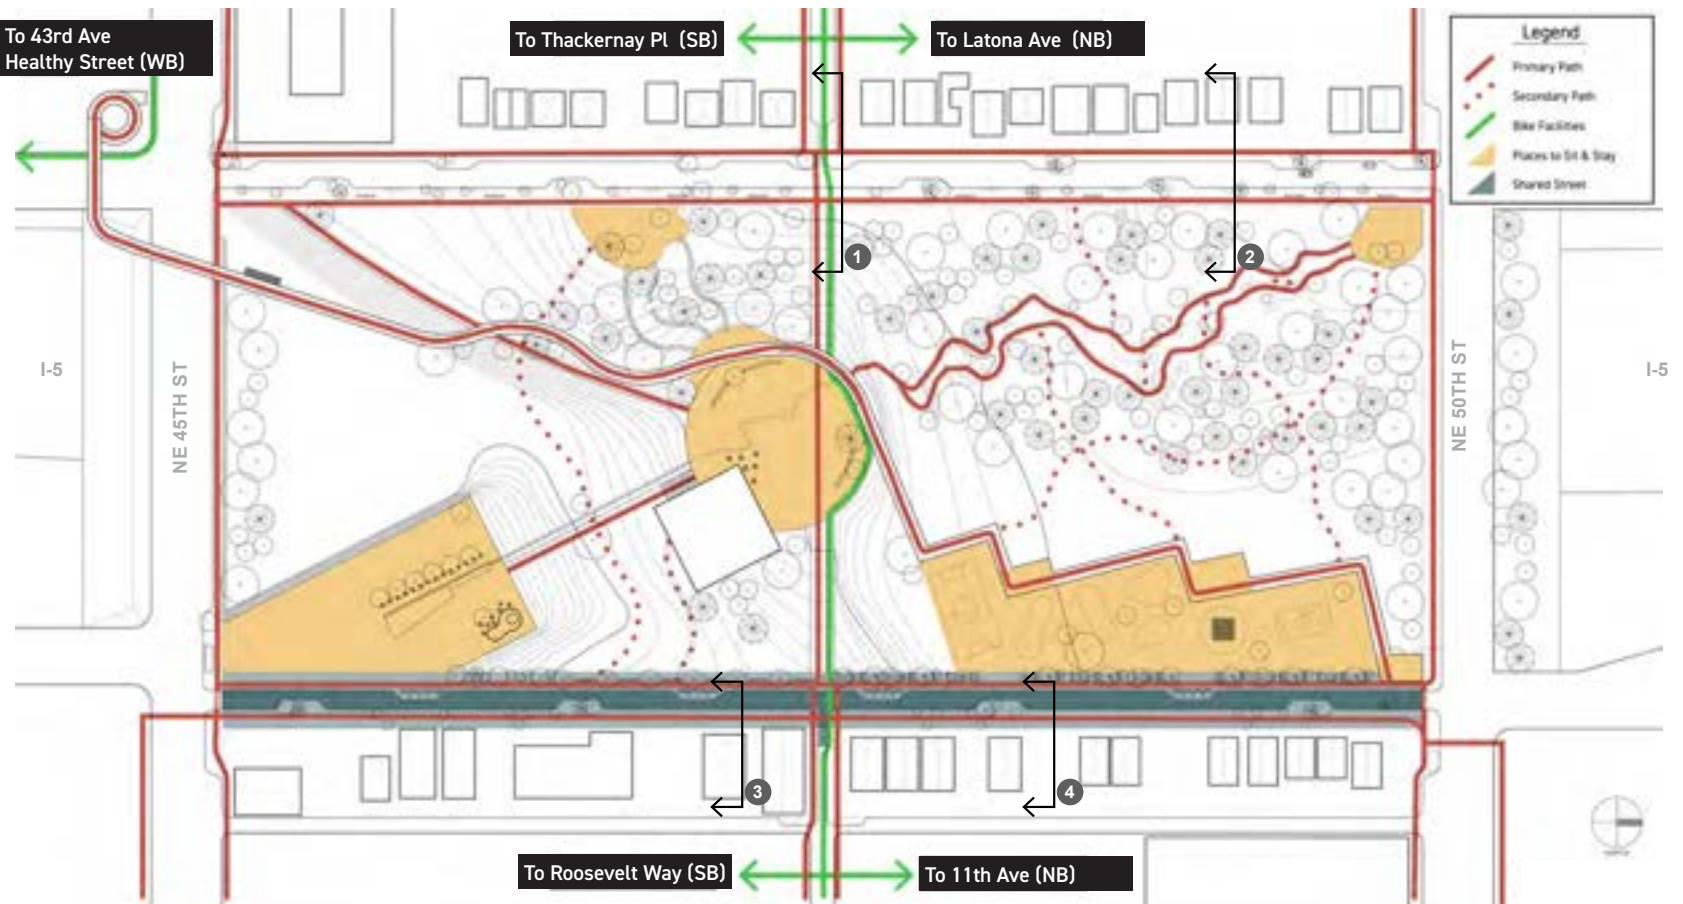 To 43rd Ave
Healthy Street (WB)
To Thackernay Pl (SB)
To Latona Ave (NB)
Legend
Primary Path
Secondary Path
Bike Facilities
Places to Sit & Stay
Shared Street
1
2
I-5
NE 45TH ST
NE 50TH ST
I-5
3
4
To Roosevelt Way (SB)
To 11th Ave (NB)